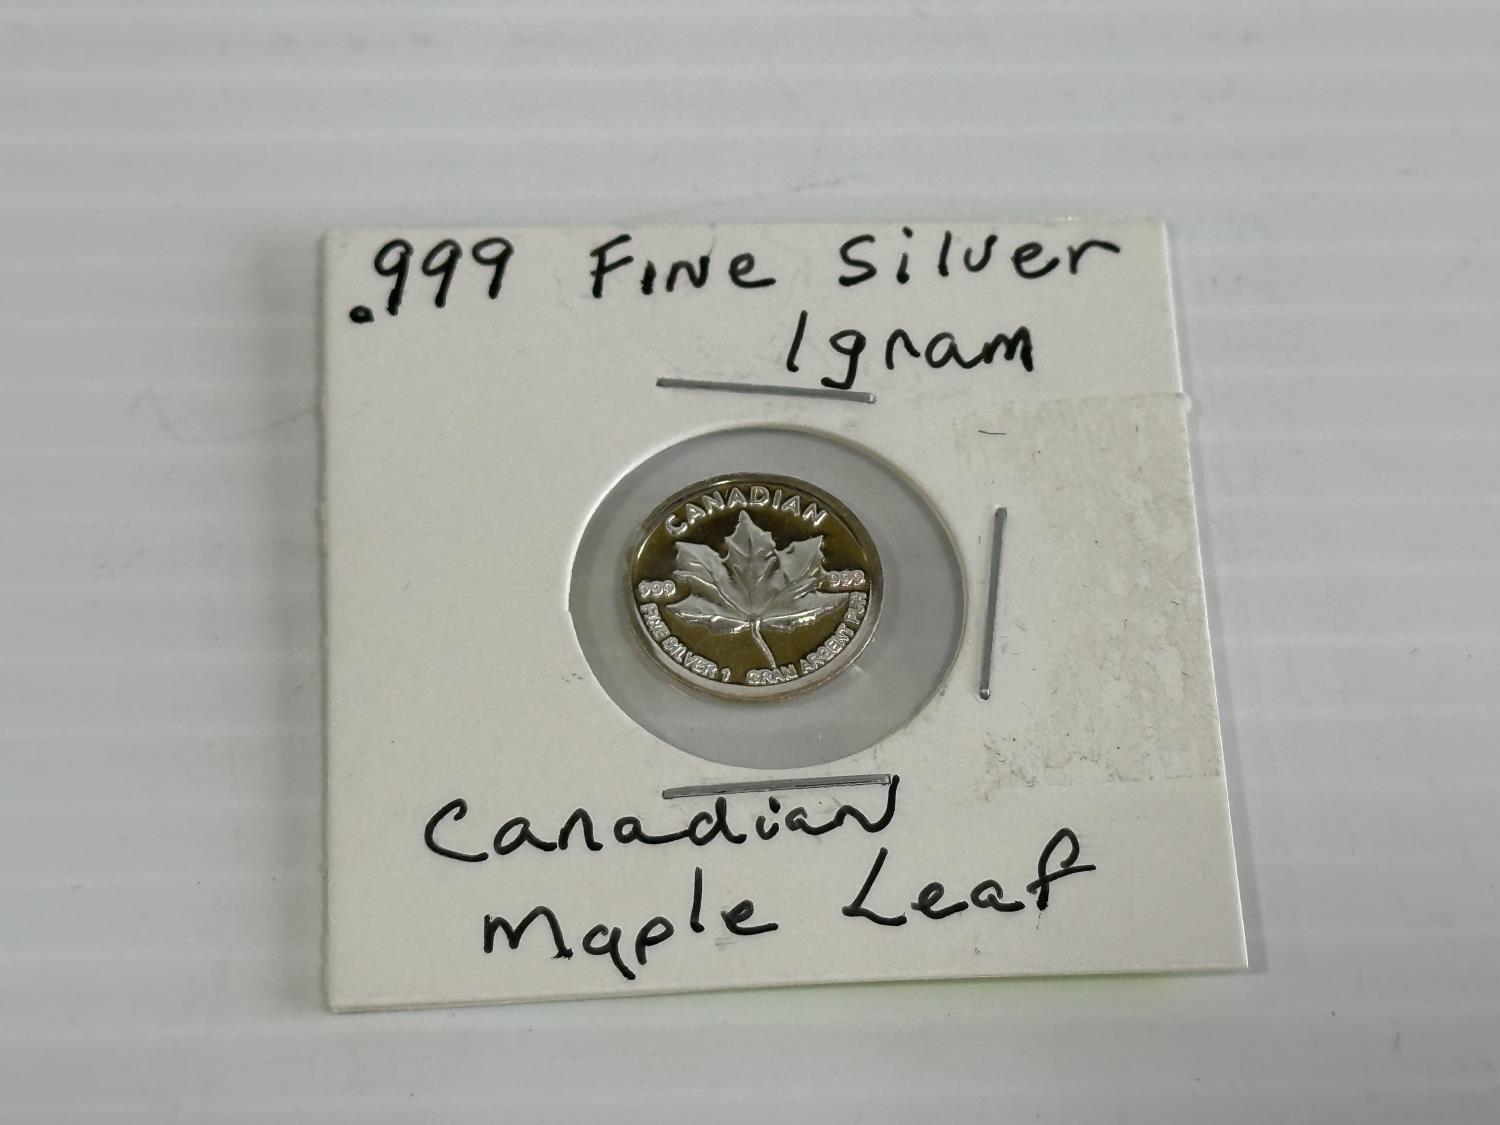 .999 Fine Silver
1gram
CANADIAN
999 999
FINE SILVER 1 GRAM ARGENT PUR
Canadian
Maple Leaf